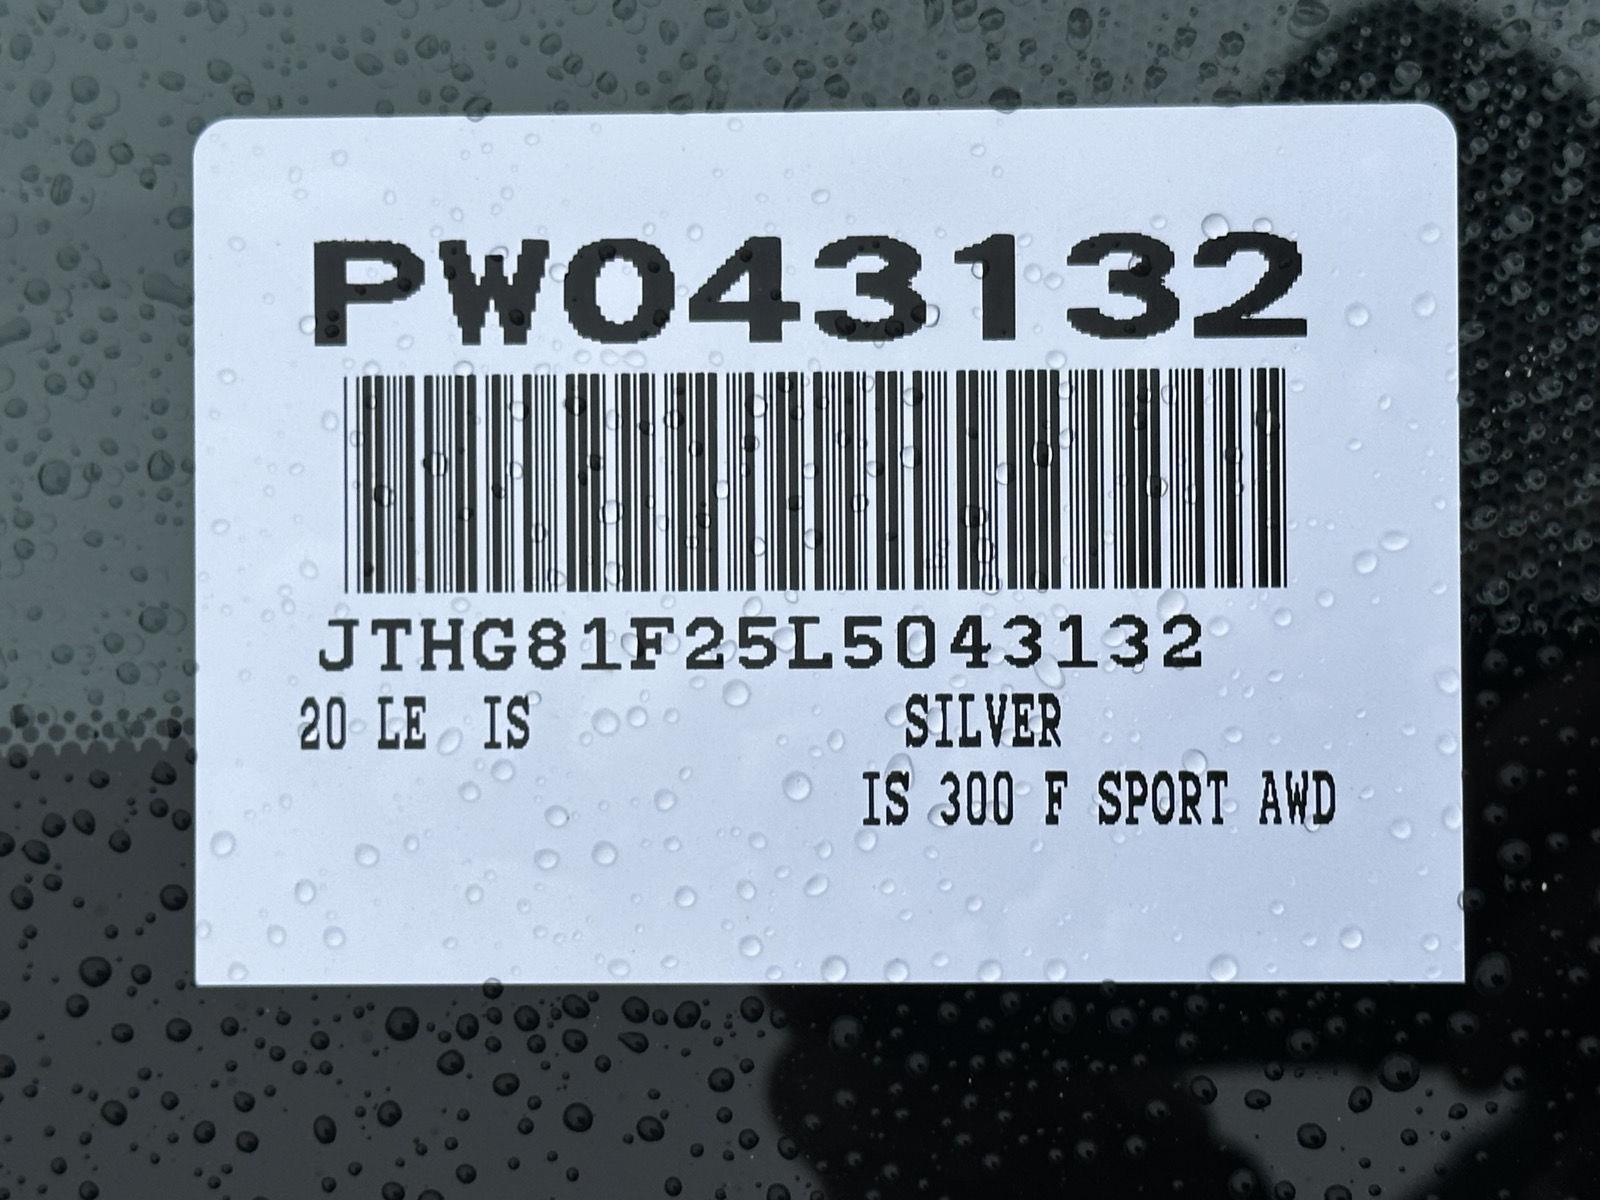 PW043132
JTHG81F25L5043132
20 LE IS SILVER
IS 300 F SPORT AWD